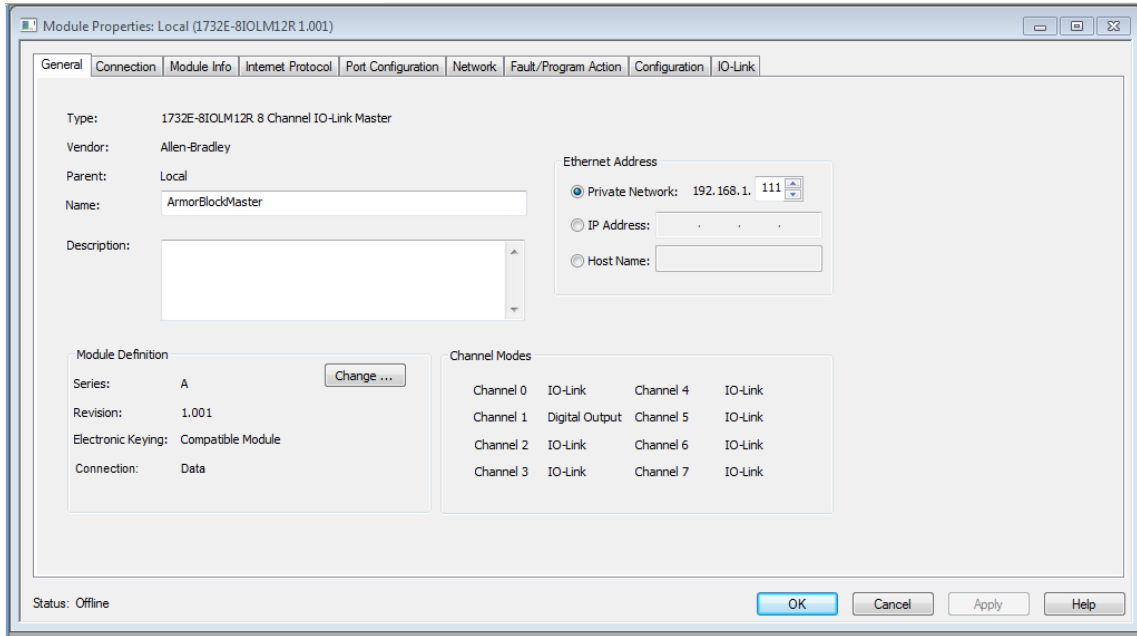 Module Properties: Local (1732E-8IOLM12R 1.001)
General Connection Module Info Internet Protocol Port Configuration Network Fault/Program Action Configuration IO-Link
Type: 1732E-8IOLM12R 8 Channel IO-Link Master
Vendor: Allen-Bradley
Parent: Local
Name: ArmorBlockMaster
Description:
Ethernet Address
Private Network: 192.168.1. 111
IP Address: . . .
Host Name:
Module Definition
Change ...
Series: A
Revision: 1.001
Electronic Keying: Compatible Module
Connection: Data
Channel Modes
Channel 0 IO-Link Channel 4 IO-Link
Channel 1 Digital Output Channel 5 IO-Link
Channel 2 IO-Link Channel 6 IO-Link
Channel 3 IO-Link Channel 7 IO-Link
Status: Offline
OK Cancel Apply Help